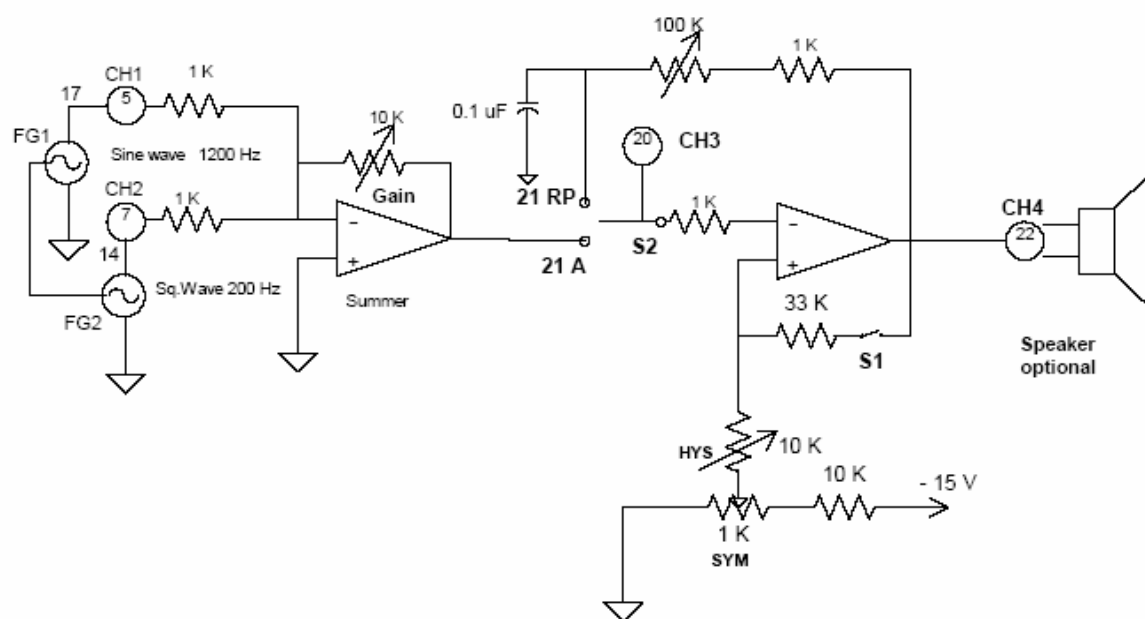 100 K
1 K
CH1
1 K
17
5
0.1 uF
10 K
20
CH3
FG1
Sine wave 1200 Hz
CH2
1 K
21 RP
Gain
7
1K
CH4
-
-
S2
22
14
21 A
+
+
Sq.Wave 200 Hz
Summer
33 K
FG2
S1
Speaker
optional
HYS
10 K
10 K
- 15 V
1 K
SYM